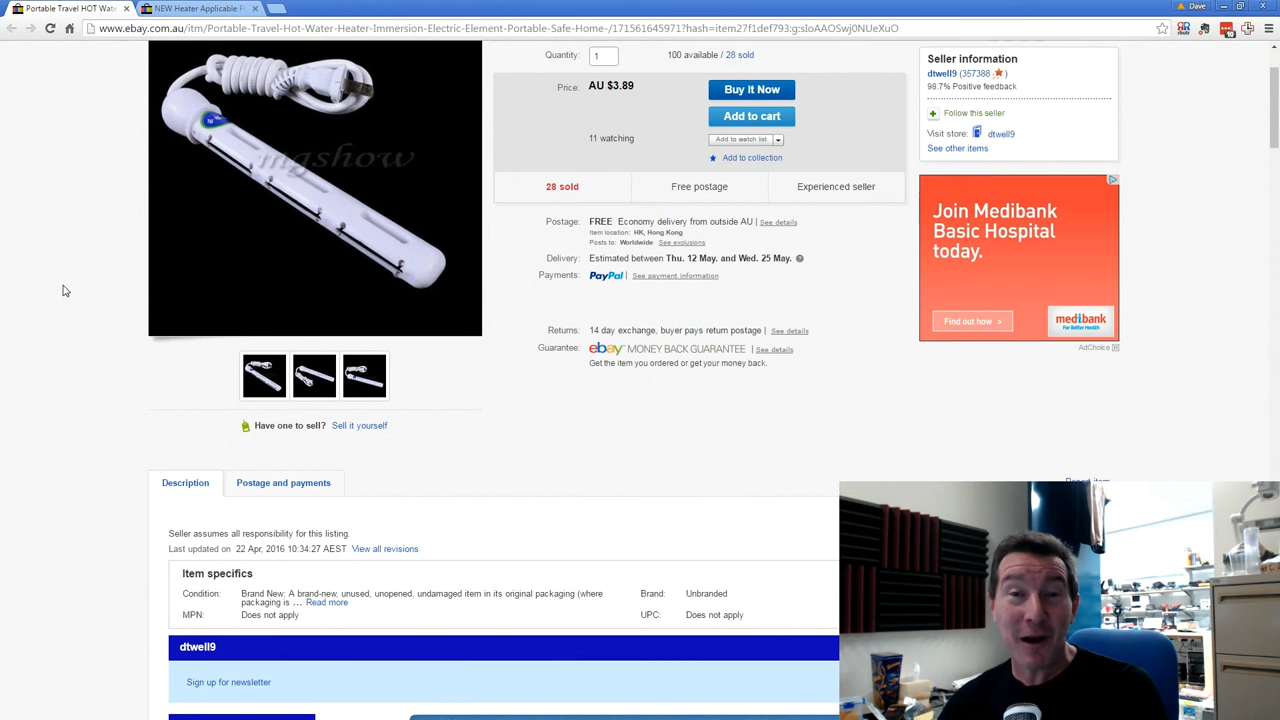 Portable Travel HOT Wate
NEW Heater Applicable F
Dave
www.ebay.com.au/itm/Portable-Travel-Hot-Water-Heater-Immersion-Electric-Element-Portable-Safe-Home-/171561645971?hash=item27f1def793:g:sIoAAOSwj0NUeXuO
mgshow
Quantity: 1 100 available / 28 sold
Price: AU $3.89
Buy It Now
Add to cart
11 watching
Add to watch list
Add to collection
28 sold Free postage Experienced seller
Postage: FREE Economy delivery from outside AU | See details
Item location: HK, Hong Kong
Posts to: Worldwide See exclusions
Delivery: Estimated between Thu. 12 May. and Wed. 25 May.
Payments: PayPal | See payment information
Returns: 14 day exchange, buyer pays return postage | See details
Guarantee: ebay MONEY BACK GUARANTEE | See details
Get the item you ordered or get your money back.
Seller information
dtwell9 (357388)
98.7% Positive feedback
Follow this seller
Visit store: dtwell9
See other items
Join Medibank
Basic Hospital
today.
Find out how >
medibank
For Better Health
AdChoice
Have one to sell? Sell it yourself
Description Postage and payments
Report item
Seller assumes all responsibility for this listing.
Last updated on 22 Apr, 2016 10:34:27 AEST View all revisions
Item specifics
Condition: Brand New: A brand-new, unused, unopened, undamaged item in its original packaging (where
packaging is … Read more
Brand: Unbranded
MPN: Does not apply UPC: Does not apply
dtwell9
Sign up for newsletter